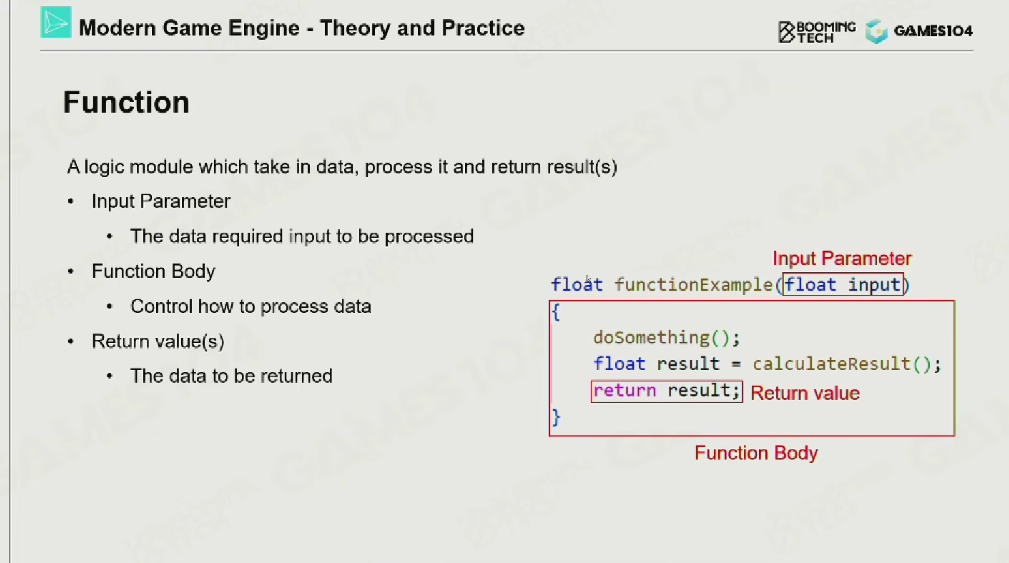 Modern Game Engine - Theory and Practice
BOOMING
TECH
GAMES104
Function
A logic module which take in data, process it and return result(s)
• Input Parameter
• The data required input to be processed
• Function Body
• Control how to process data
• Return value(s)
• The data to be returned
Input Parameter
float functionExample(float input)
{
doSomething();
float result = calculateResult();
return result; Return value
}
Function Body